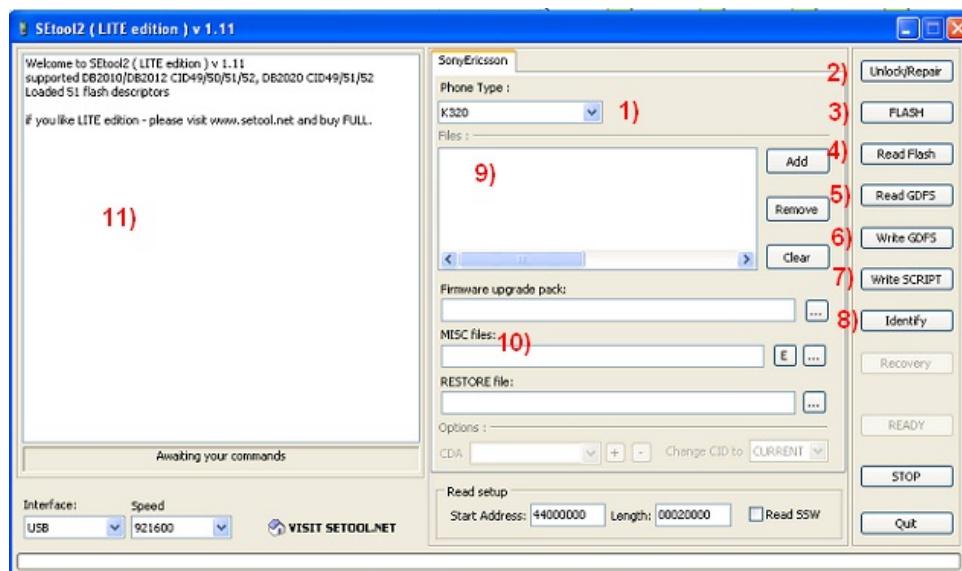 SEtool2 ( LITE edition ) v 1.11
Welcome to SEtool2 ( LITE edition ) v 1.11
supported DB2010/DB2012 CID49/50/51/52, DB2020 CID49/51/52
Loaded 51 flash descriptors
if you like LITE edition - please visit www.setool.net and buy FULL.
11)
Awaiting your commands
Interface:
Speed
USB
921600
VISIT SETOOL.NET
SonyEricsson
Phone Type :
K320
1)
Files :
9)
Add
Remove
Clear
Firmware upgrade pack:
...
MISC files:
10)
E
...
RESTORE file:
...
Options :
CDA
+
-
Change CID to
CURRENT
Read setup
Start Address:
44000000
Length:
00020000
Read SSW
2)
Unlock/Repair
3)
FLASH
4)
Read Flash
5)
Read GDFS
6)
Write GDFS
7)
Write SCRIPT
8)
Identify
Recovery
READY
STOP
Quit